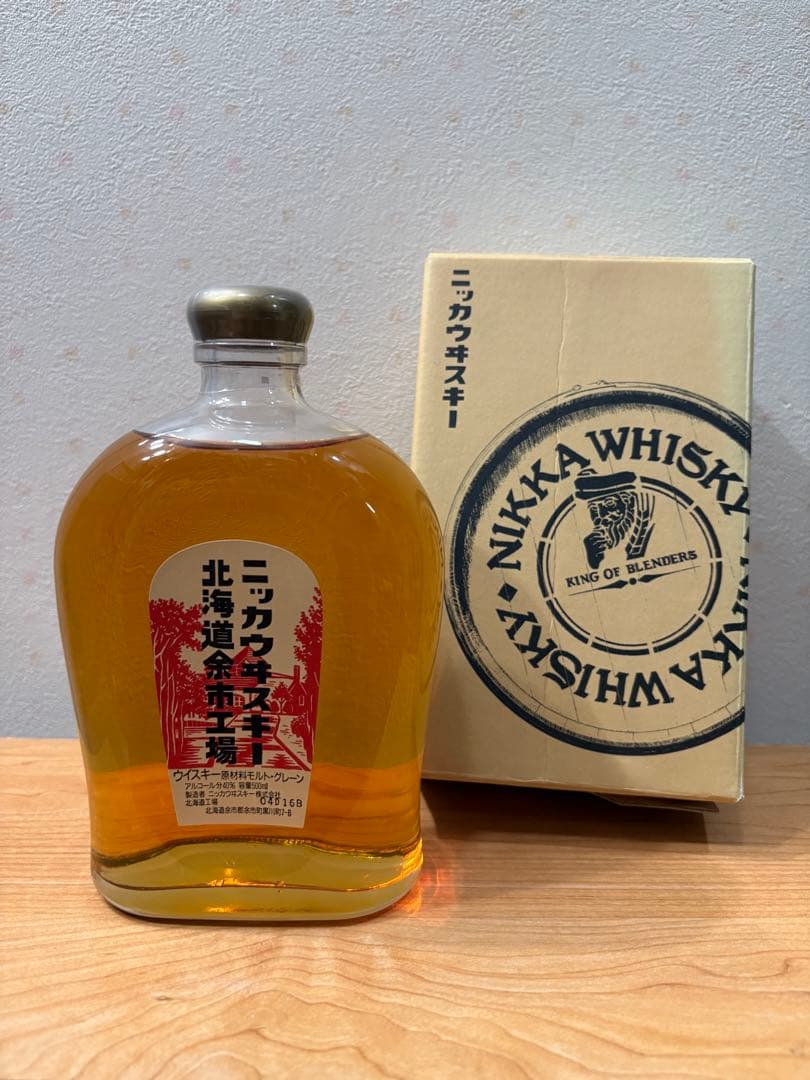 ニッカウヰスキー
北海道余市工場
ウイスキー原材料モルト・グレーン
アルコール分40% 容量500ml
製造者 ニッカウヰスキー株式会社
北海道工場 04D16B
北海道余市郡余市町黒川町7-6
ニッカウヰスキー
NIKKA WHISKY
NIKKA WHISKY
KING OF BLENDERS